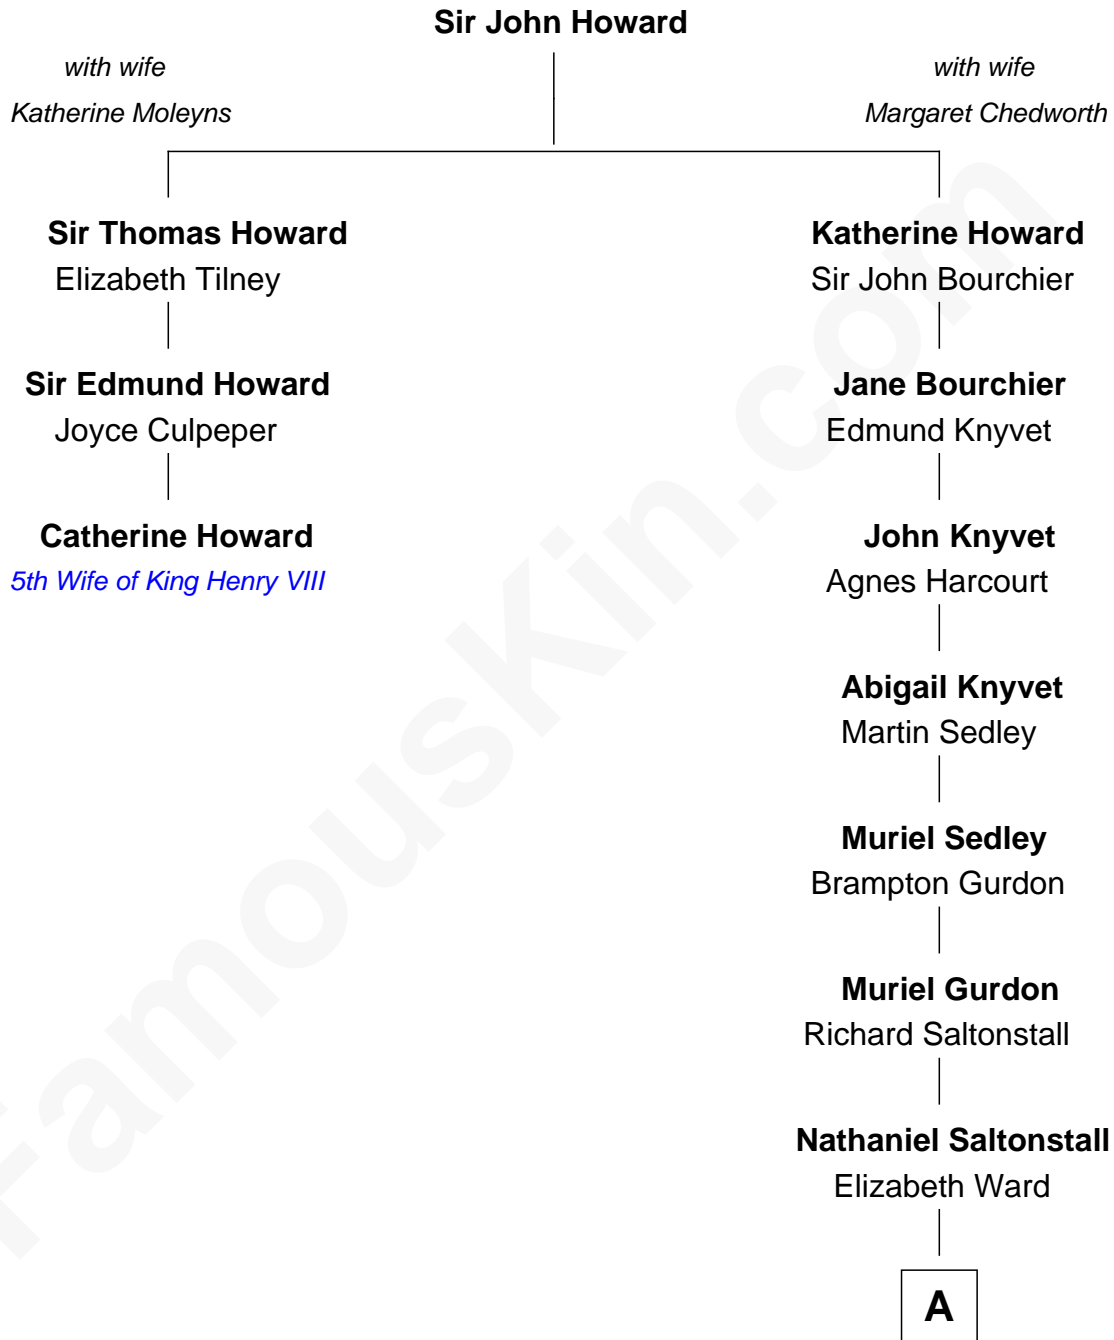 Sir John Howard
with wife
Katherine Moleyns
with wife
Margaret Chedworth
Sir Thomas Howard
Elizabeth Tilney
Katherine Howard
Sir John Bourchier
Sir Edmund Howard
Joyce Culpeper
Jane Bourchier
Edmund Knyvet
Catherine Howard
5th Wife of King Henry VIII
John Knyvet
Agnes Harcourt
Abigail Knyvet
Martin Sedley
Muriel Sedley
Brampton Gurdon
Muriel Gurdon
Richard Saltonstall
Nathaniel Saltonstall
Elizabeth Ward
A
FamousKin.com